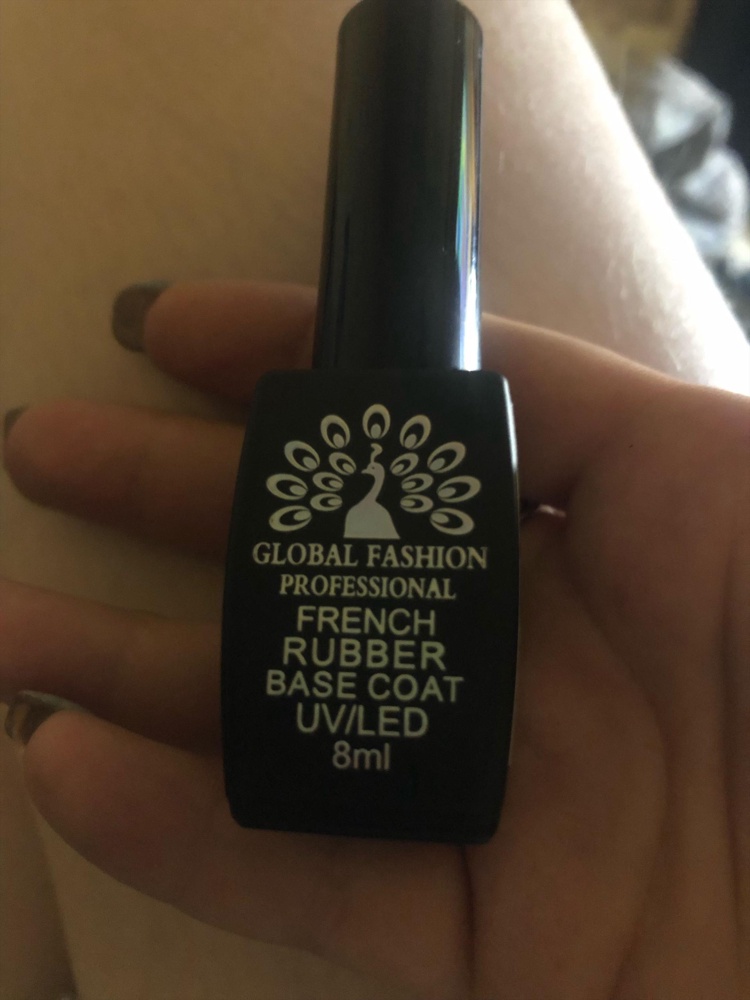 GLOBAL FASHION
PROFESSIONAL
FRENCH
RUBBER
BASE COAT
UV/LED
8ml